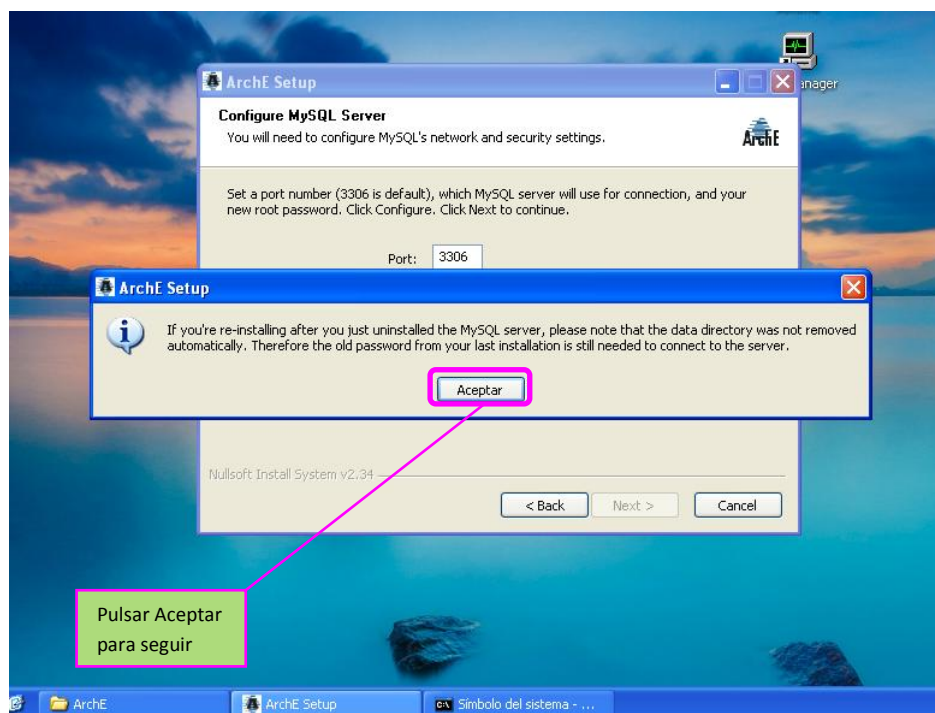 anager
ArchE Setup
Configure MySQL Server
You will need to configure MySQL's network and security settings.
ArchE
Set a port number (3306 is default), which MySQL server will use for connection, and your
new root password. Click Configure. Click Next to continue.
Port: 3306
ArchE Setup
If you're re-installing after you just uninstalled the MySQL server, please note that the data directory was not removed
automatically. Therefore the old password from your last installation is still needed to connect to the server.
Aceptar
Nullsoft Install System v2.34
< Back Next > Cancel
Pulsar Aceptar
para seguir
ArchE ArchE Setup Símbolo del sistema - ...